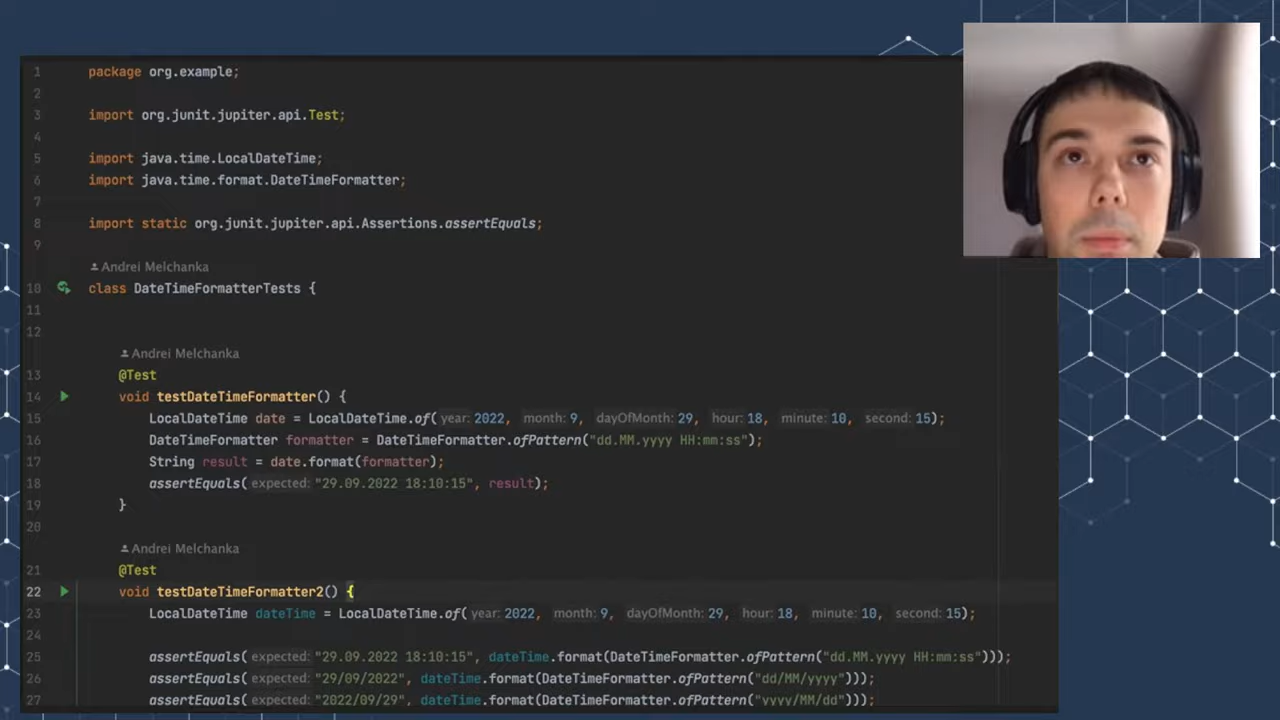 1 package org.example;
2
3 import org.junit.jupiter.api.Test;
4
5 import java.time.LocalDateTime;
6 import java.time.format.DateTimeFormatter;
7
8 import static org.junit.jupiter.api.Assertions.assertEquals;
9
Andrei Melchanka
10 class DateTimeFormatterTests {
11
12
Andrei Melchanka
13 @Test
14 void testDateTimeFormatter() {
15 LocalDateTime date = LocalDateTime.of( year: 2022, month: 9, dayOfMonth: 29, hour: 18, minute: 10, second: 15);
16 DateTimeFormatter formatter = DateTimeFormatter.ofPattern("dd.MM.yyyy HH:mm:ss");
17 String result = date.format(formatter);
18 assertEquals( expected: "29.09.2022 18:10:15", result);
19 }
20
Andrei Melchanka
21 @Test
22 void testDateTimeFormatter2() {
23 LocalDateTime dateTime = LocalDateTime.of( year: 2022, month: 9, dayOfMonth: 29, hour: 18, minute: 10, second: 15);
24
25 assertEquals( expected: "29.09.2022 18:10:15", dateTime.format(DateTimeFormatter.ofPattern("dd.MM.yyyy HH:mm:ss")));
26 assertEquals( expected: "29/09/2022", dateTime.format(DateTimeFormatter.ofPattern("dd/MM/yyyy")));
27 assertEquals( expected: "2022/09/29", dateTime.format(DateTimeFormatter.ofPattern("yyyy/MM/dd")));